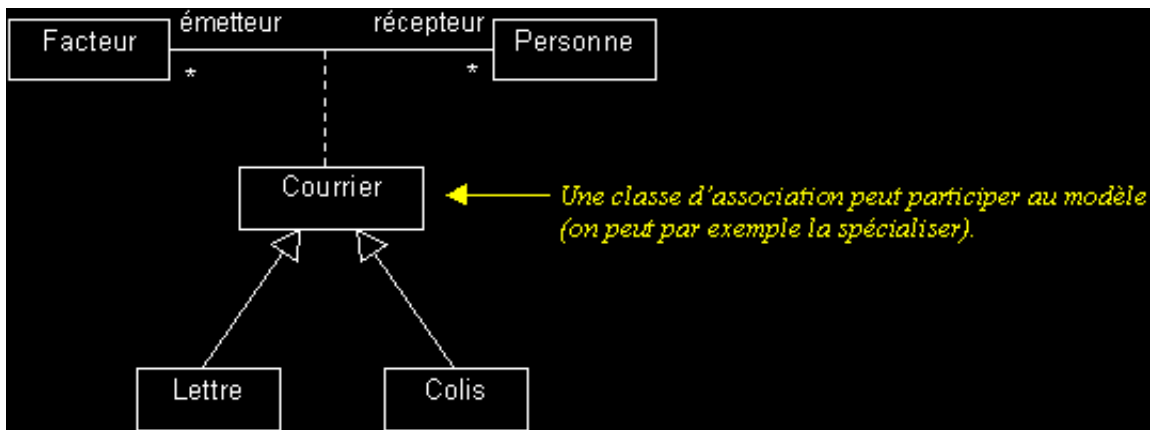 émetteur récepteur
Facteur Personne
* *
Courrier
Une classe d'association peut participer au modèle
(on peut par exemple la spécialiser).
Lettre Colis